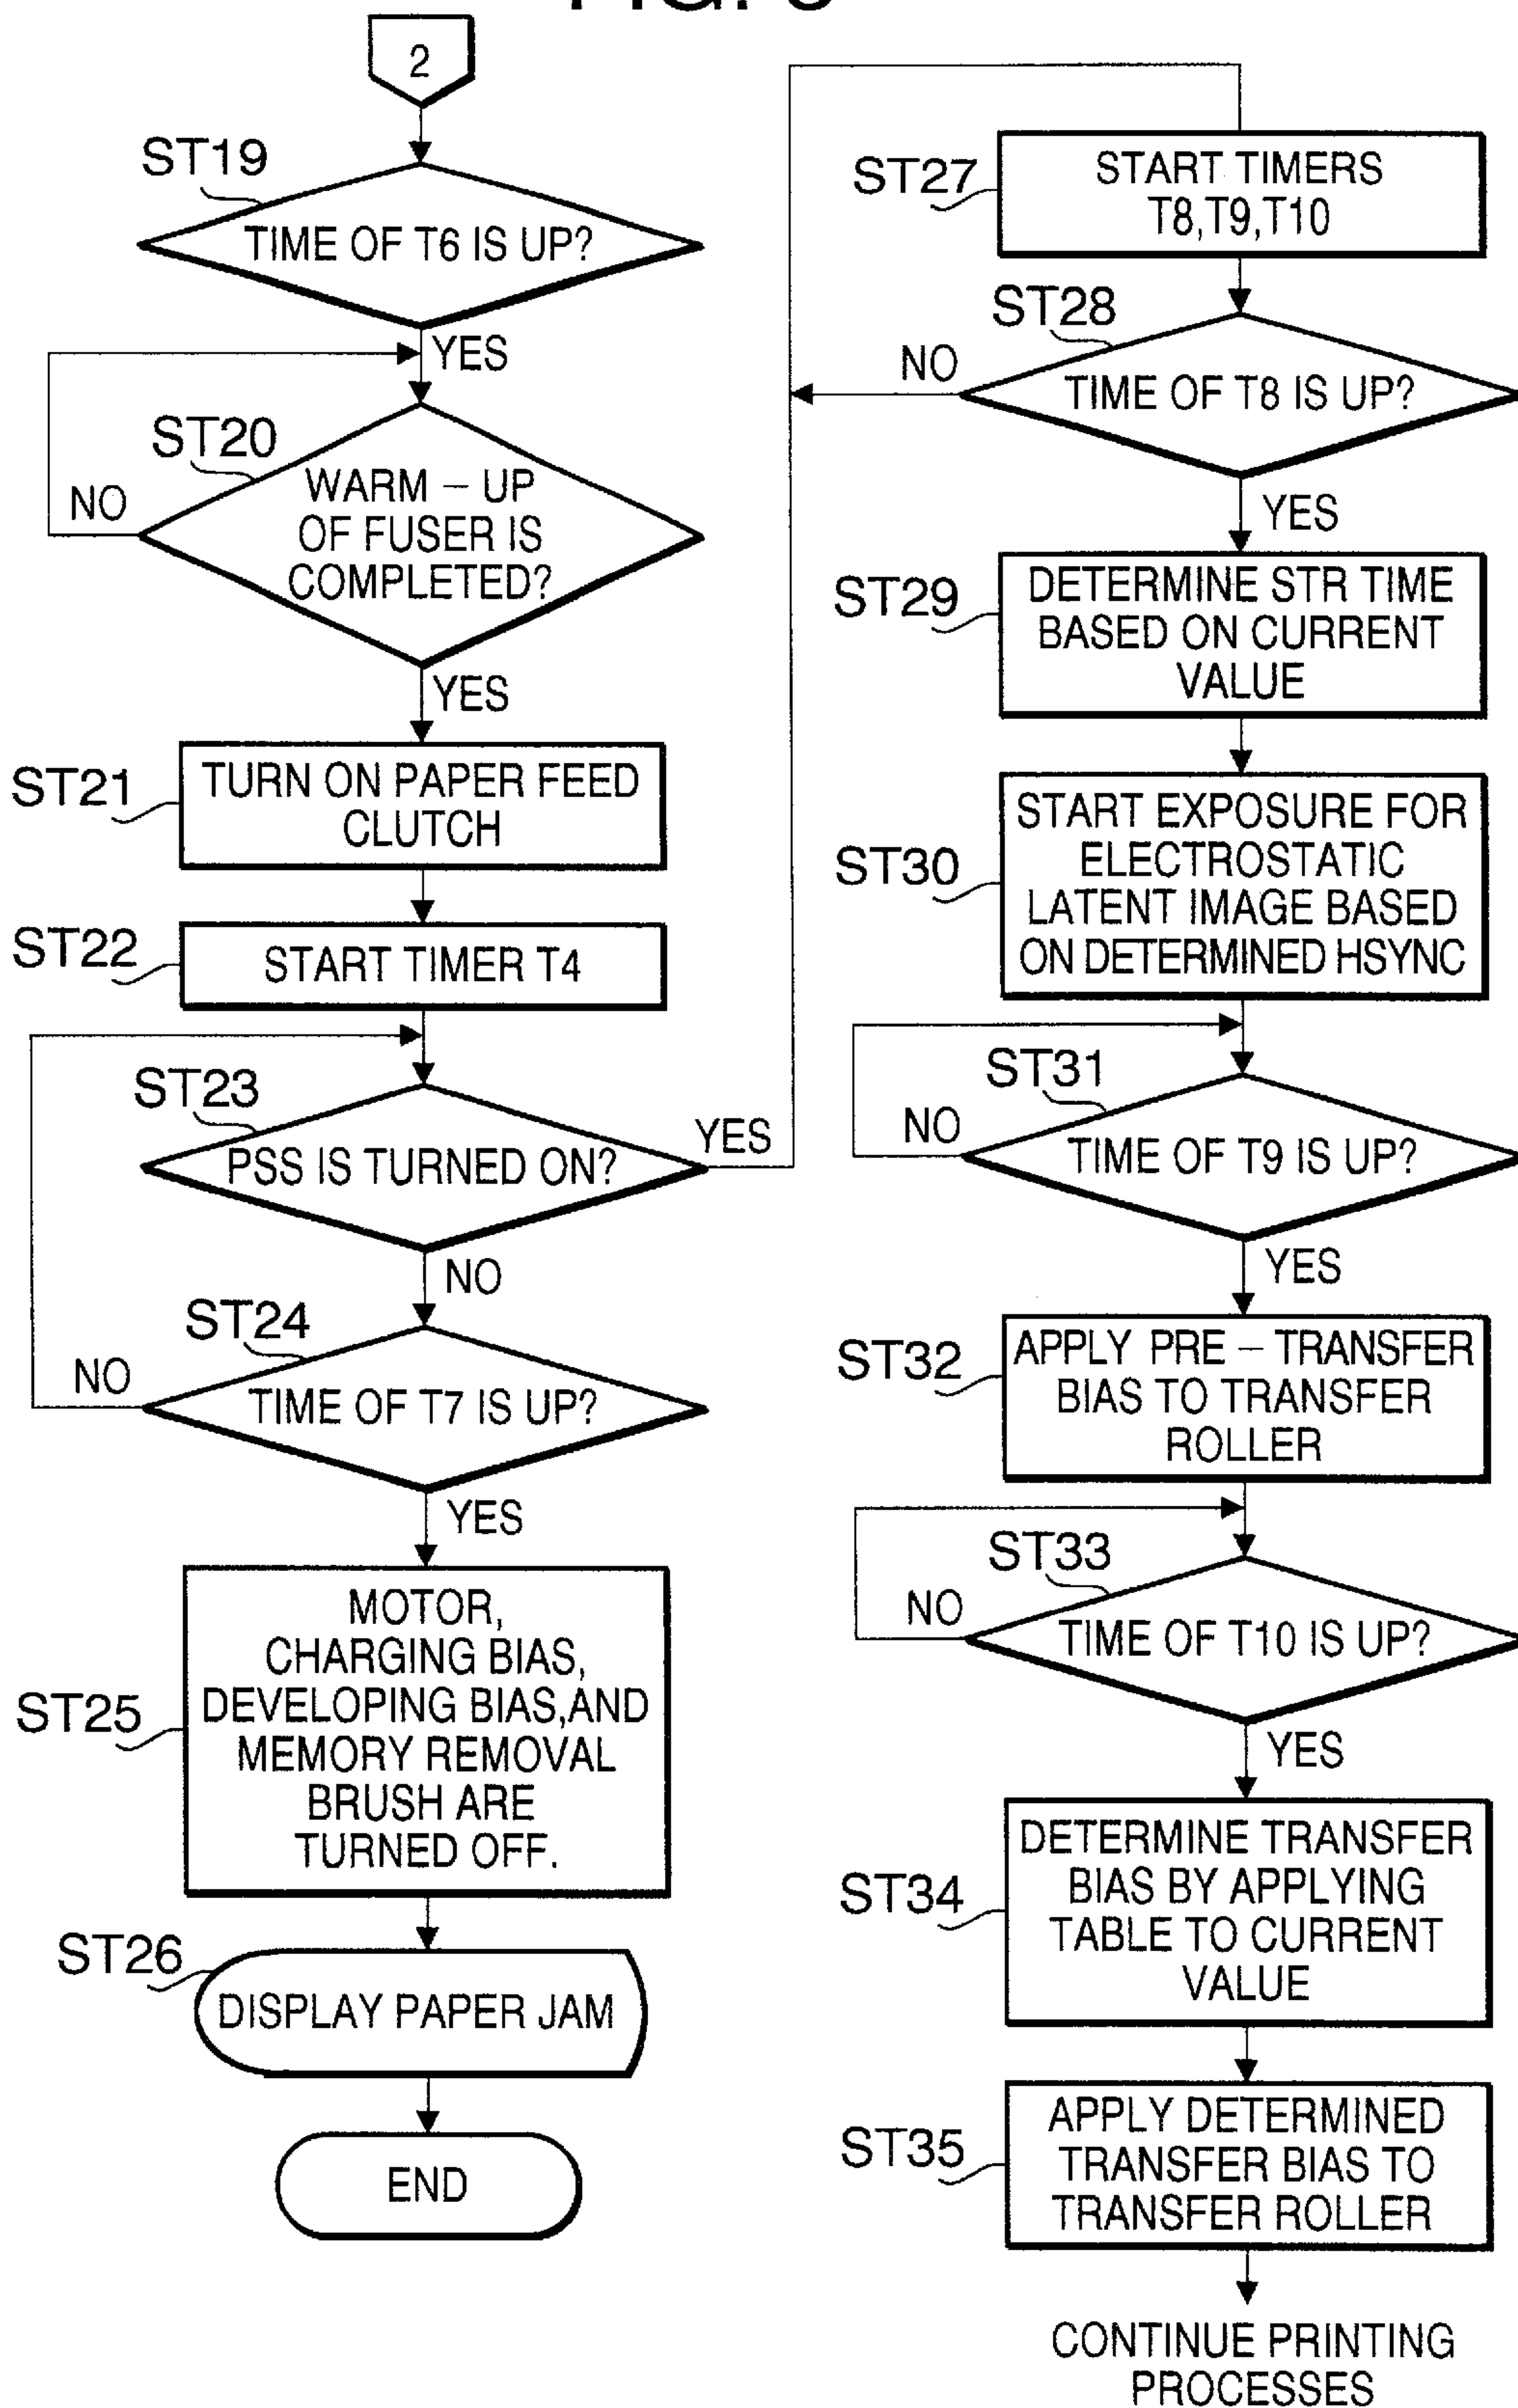 2
ST19
TIME OF T6 IS UP?
YES
ST20
WARM – UP
OF FUSER IS
COMPLETED?
NO
YES
ST21
TURN ON PAPER FEED
CLUTCH
ST22
START TIMER T4
ST23
PSS IS TURNED ON?
YES
NO
ST24
TIME OF T7 IS UP?
NO
YES
ST25
MOTOR,
CHARGING BIAS,
DEVELOPING BIAS,AND
MEMORY REMOVAL
BRUSH ARE
TURNED OFF.
ST26
DISPLAY PAPER JAM
END
ST27
START TIMERS
T8,T9,T10
ST28
TIME OF T8 IS UP?
NO
YES
ST29
DETERMINE STR TIME
BASED ON CURRENT
VALUE
ST30
START EXPOSURE FOR
ELECTROSTATIC
LATENT IMAGE BASED
ON DETERMINED HSYNC
ST31
TIME OF T9 IS UP?
NO
YES
ST32
APPLY PRE – TRANSFER
BIAS TO TRANSFER
ROLLER
ST33
TIME OF T10 IS UP?
NO
YES
ST34
DETERMINE TRANSFER
BIAS BY APPLYING
TABLE TO CURRENT
VALUE
ST35
APPLY DETERMINED
TRANSFER BIAS TO
TRANSFER ROLLER
CONTINUE PRINTING
PROCESSES